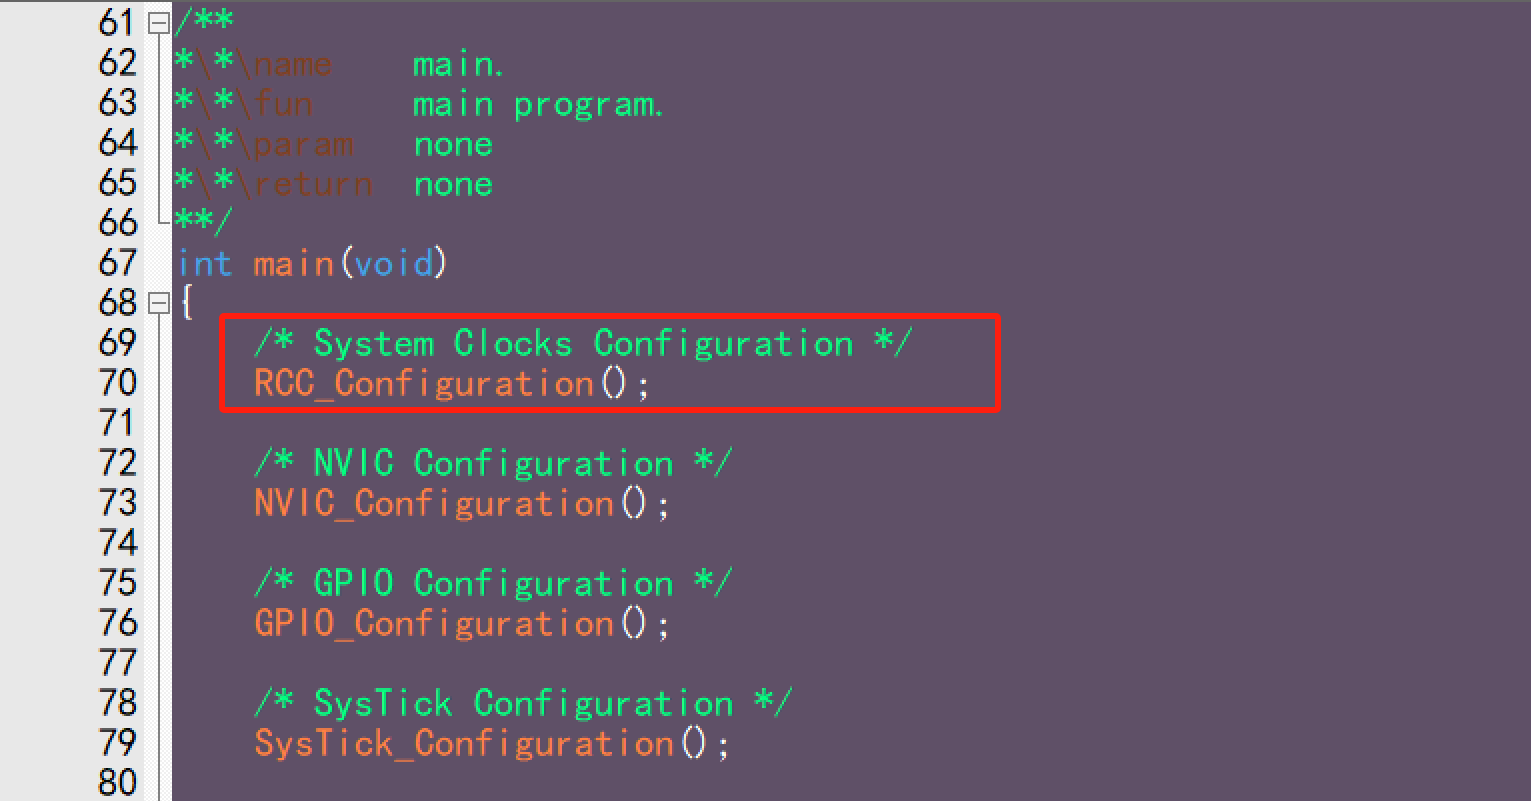 61 /**
62 *\*\name    main.
63 *\*\fun     main program.
64 *\*\param   none
65 *\*\return  none
66 **/
67 int main(void)
68 {
69     /* System Clocks Configuration */
70     RCC_Configuration();
71
72     /* NVIC Configuration */
73     NVIC_Configuration();
74
75     /* GPIO Configuration */
76     GPIO_Configuration();
77
78     /* SysTick Configuration */
79     SysTick_Configuration();
80